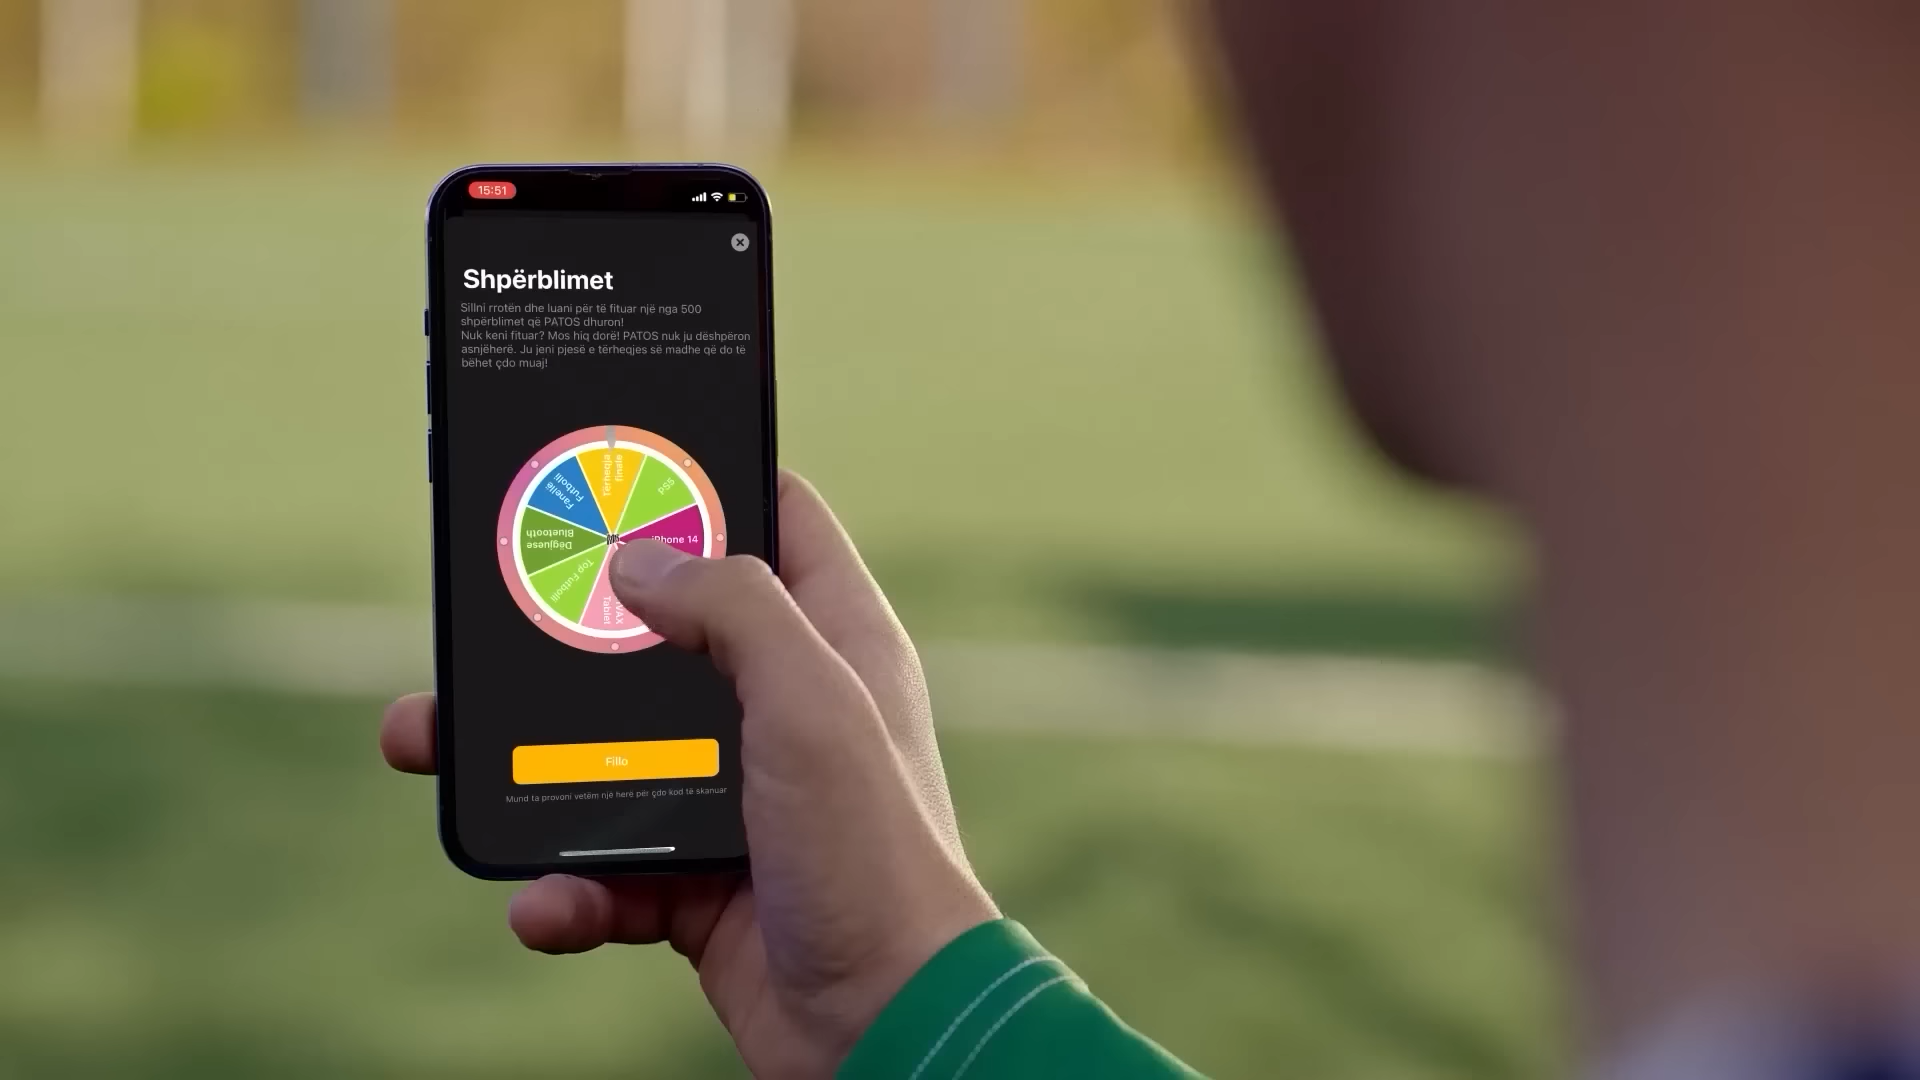 15:51
Shpërblimet
Sillni rrotën dhe luani për të fituar një nga 500
shpërblimet që PATOS dhuron!
Nuk keni fituar? Mos hiq dorë! PATOS nuk ju dëshpëron
asnjëherë. Ju jeni pjesë e tërheqjes së madhe që do të
bëhet çdo muaj!
Tërheqja
finale
PS5
iPhone 14
VAX
Tablet
Top Futbolli
Dëgjuese
Bluetooth
Fanellë
Futbolli
Fillo
Mund ta provoni vetëm një herë për çdo kod të skanuar